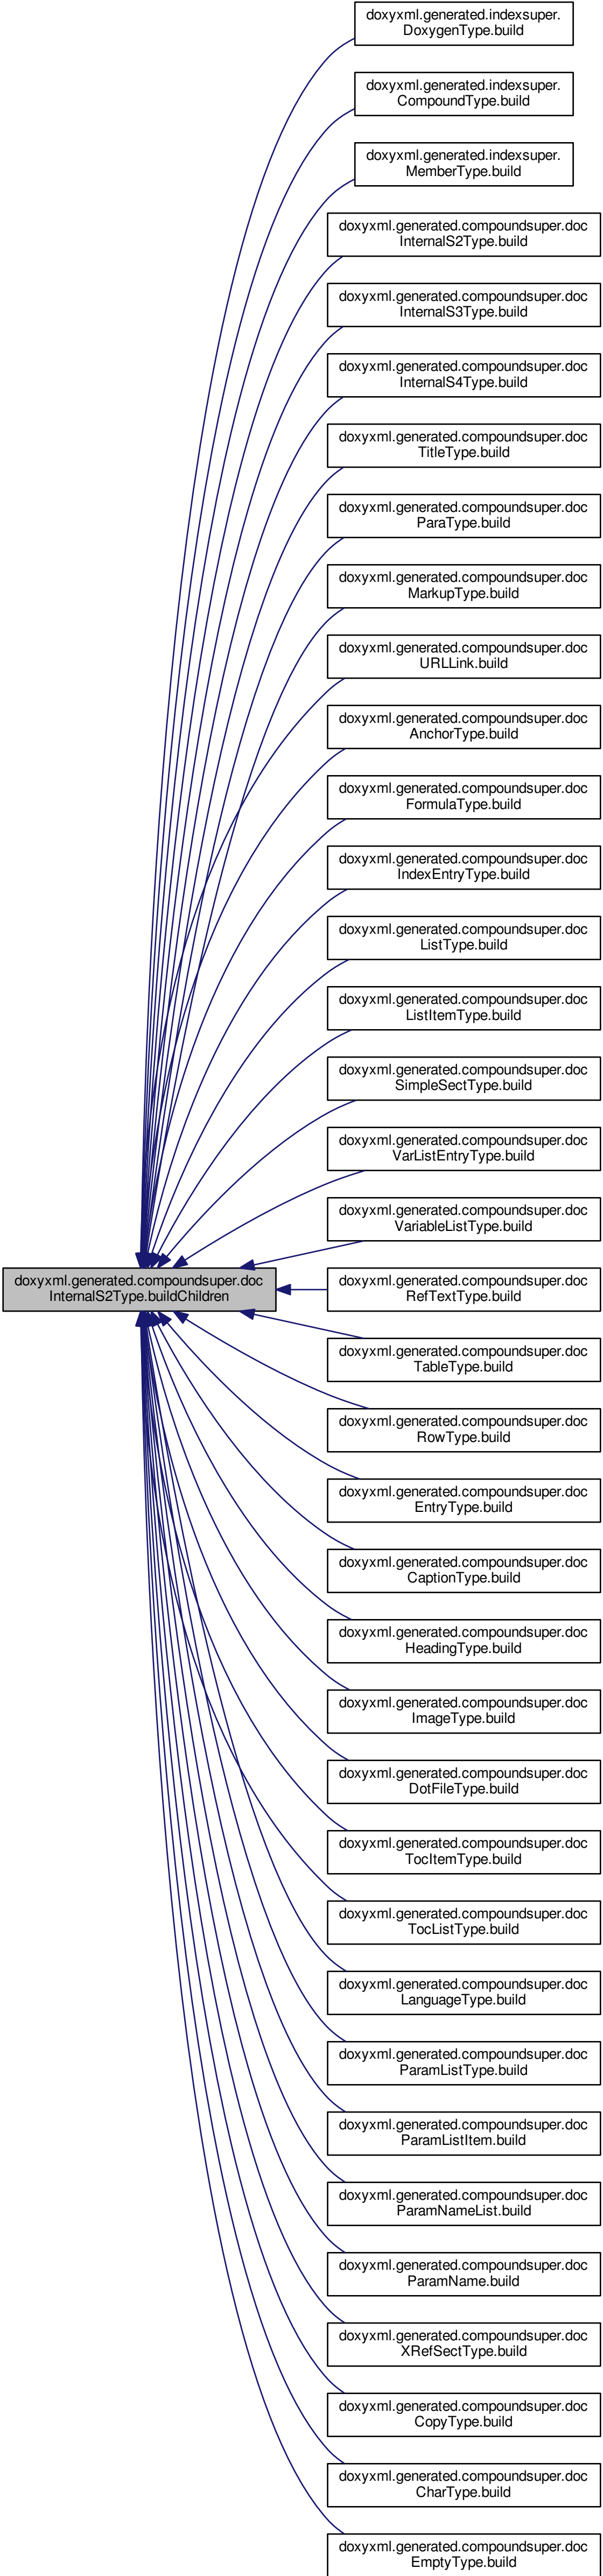 doxyxml.generated.indexsuper.
DoxygenType.build
doxyxml.generated.indexsuper.
CompoundType.build
doxyxml.generated.indexsuper.
MemberType.build
doxyxml.generated.compoundsuper.doc
InternalS2Type.build
doxyxml.generated.compoundsuper.doc
InternalS3Type.build
doxyxml.generated.compoundsuper.doc
InternalS4Type.build
doxyxml.generated.compoundsuper.doc
TitleType.build
doxyxml.generated.compoundsuper.doc
ParaType.build
doxyxml.generated.compoundsuper.doc
MarkupType.build
doxyxml.generated.compoundsuper.doc
URLLink.build
doxyxml.generated.compoundsuper.doc
AnchorType.build
doxyxml.generated.compoundsuper.doc
FormulaType.build
doxyxml.generated.compoundsuper.doc
IndexEntryType.build
doxyxml.generated.compoundsuper.doc
ListType.build
doxyxml.generated.compoundsuper.doc
ListItemType.build
doxyxml.generated.compoundsuper.doc
SimpleSectType.build
doxyxml.generated.compoundsuper.doc
VarListEntryType.build
doxyxml.generated.compoundsuper.doc
VariableListType.build
doxyxml.generated.compoundsuper.doc
InternalS2Type.buildChildren
doxyxml.generated.compoundsuper.doc
RefTextType.build
doxyxml.generated.compoundsuper.doc
TableType.build
doxyxml.generated.compoundsuper.doc
RowType.build
doxyxml.generated.compoundsuper.doc
EntryType.build
doxyxml.generated.compoundsuper.doc
CaptionType.build
doxyxml.generated.compoundsuper.doc
HeadingType.build
doxyxml.generated.compoundsuper.doc
ImageType.build
doxyxml.generated.compoundsuper.doc
DotFileType.build
doxyxml.generated.compoundsuper.doc
TocItemType.build
doxyxml.generated.compoundsuper.doc
TocListType.build
doxyxml.generated.compoundsuper.doc
LanguageType.build
doxyxml.generated.compoundsuper.doc
ParamListType.build
doxyxml.generated.compoundsuper.doc
ParamListItem.build
doxyxml.generated.compoundsuper.doc
ParamNameList.build
doxyxml.generated.compoundsuper.doc
ParamName.build
doxyxml.generated.compoundsuper.doc
XRefSectType.build
doxyxml.generated.compoundsuper.doc
CopyType.build
doxyxml.generated.compoundsuper.doc
CharType.build
doxyxml.generated.compoundsuper.doc
EmptyType.build